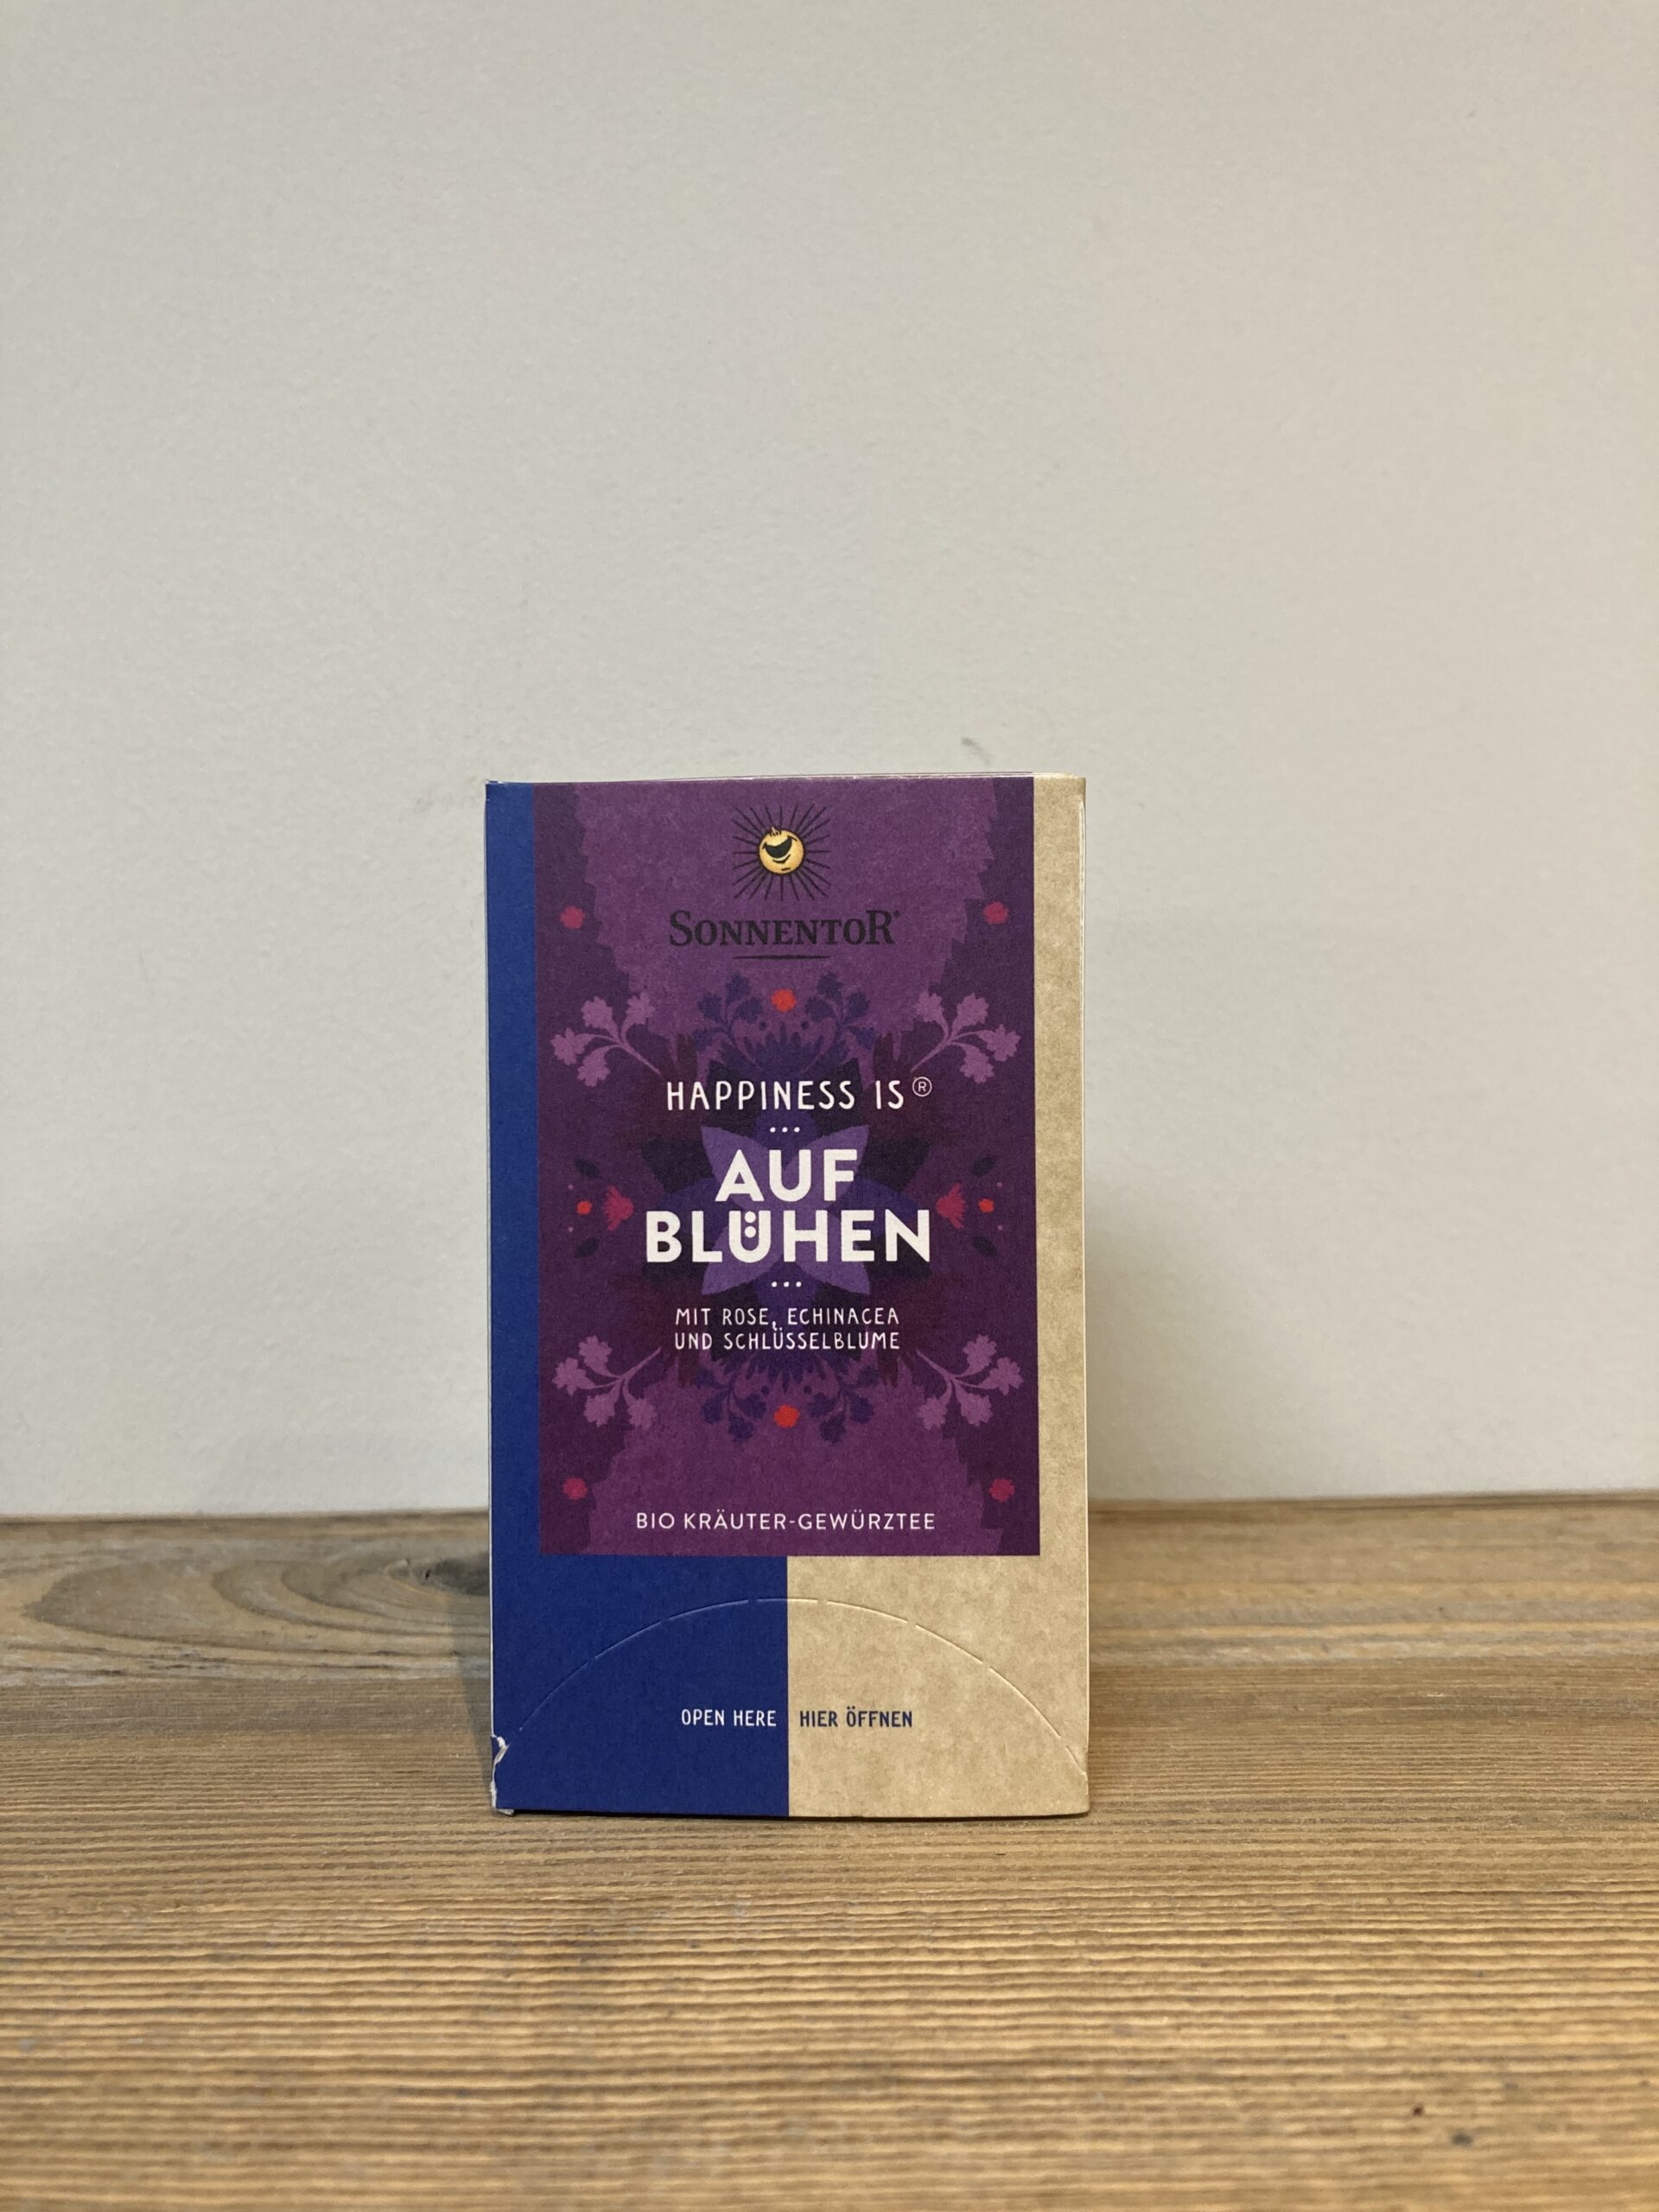 SONNENTOR®
HAPPINESS IS®
...
AUF
BLÜHEN
...
MIT ROSE, ECHINACEA
UND SCHLÜSSELBLUME
BIO KRÄUTER-GEWÜRZTEE
OPEN HERE HIER ÖFFNEN